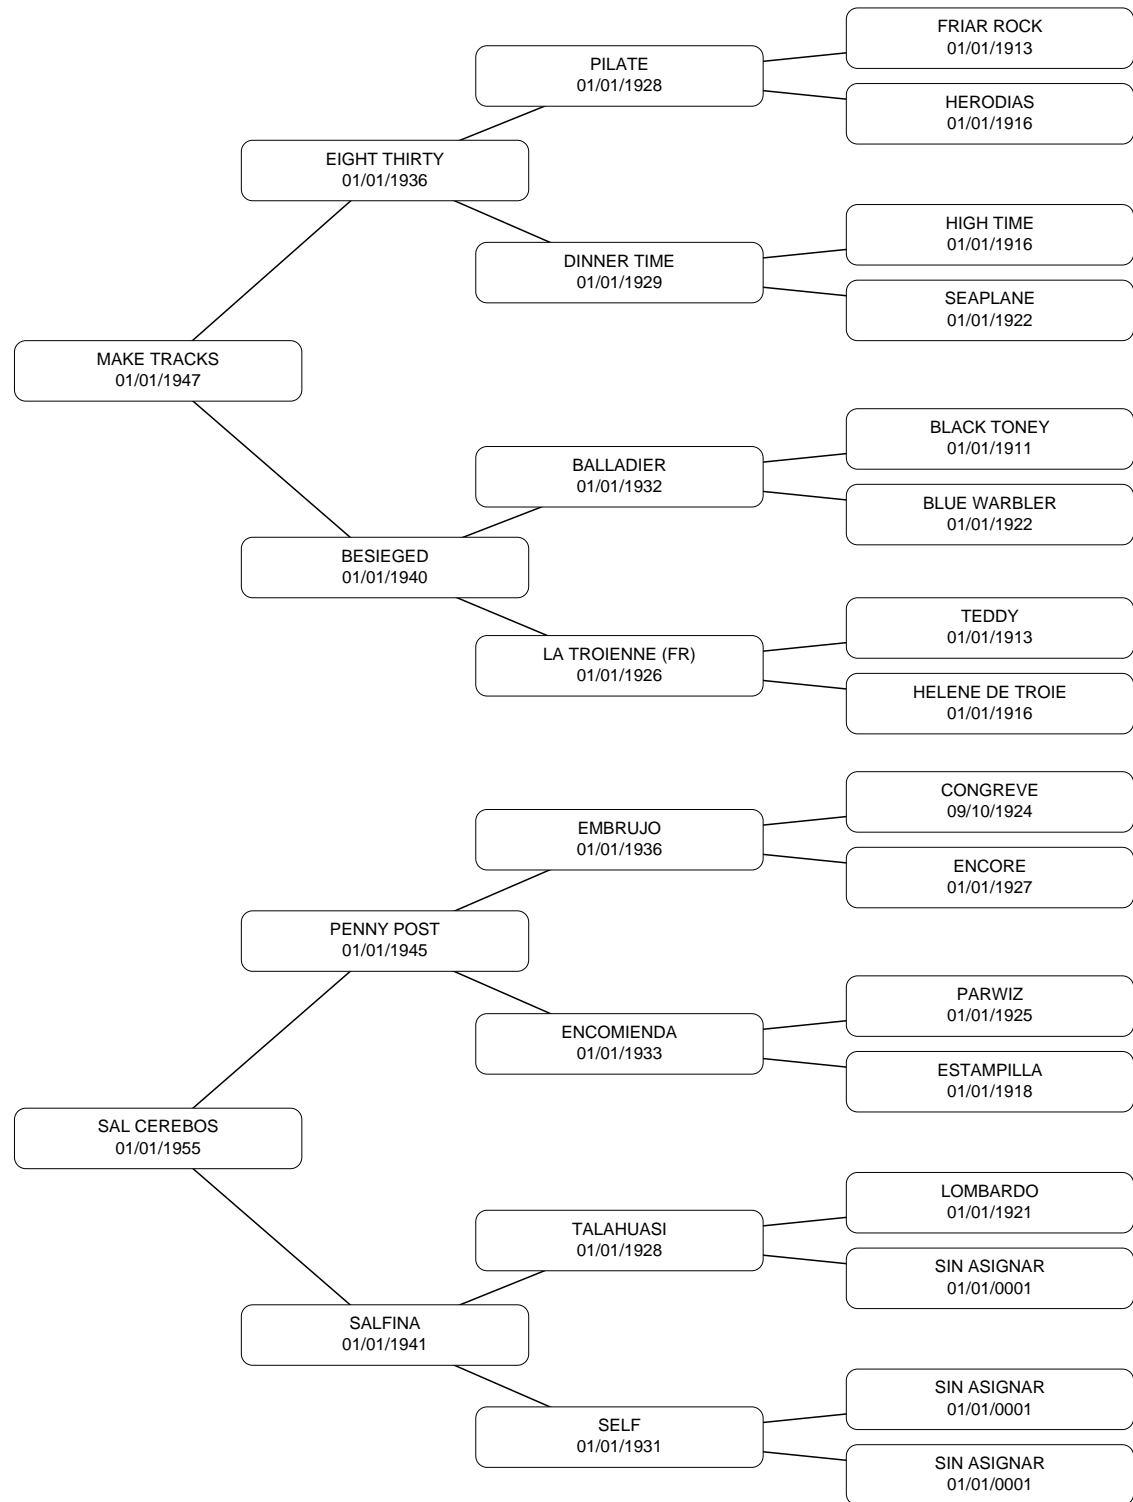 FRIAR ROCK
01/01/1913
PILATE
01/01/1928
HERODIAS
01/01/1916
EIGHT THIRTY
01/01/1936
HIGH TIME
01/01/1916
DINNER TIME
01/01/1929
SEAPLANE
01/01/1922
MAKE TRACKS
01/01/1947
BLACK TONEY
01/01/1911
BALLADIER
01/01/1932
BLUE WARBLER
01/01/1922
BESIEGED
01/01/1940
TEDDY
01/01/1913
LA TROIENNE (FR)
01/01/1926
HELENE DE TROIE
01/01/1916
CONGREVE
09/10/1924
EMBRUJO
01/01/1936
ENCORE
01/01/1927
PENNY POST
01/01/1945
PARWIZ
01/01/1925
ENCOMIENDA
01/01/1933
ESTAMPILLA
01/01/1918
SAL CEREBOS
01/01/1955
LOMBARDO
01/01/1921
TALAHUASI
01/01/1928
SIN ASIGNAR
01/01/0001
SALFINA
01/01/1941
SIN ASIGNAR
01/01/0001
SELF
01/01/1931
SIN ASIGNAR
01/01/0001